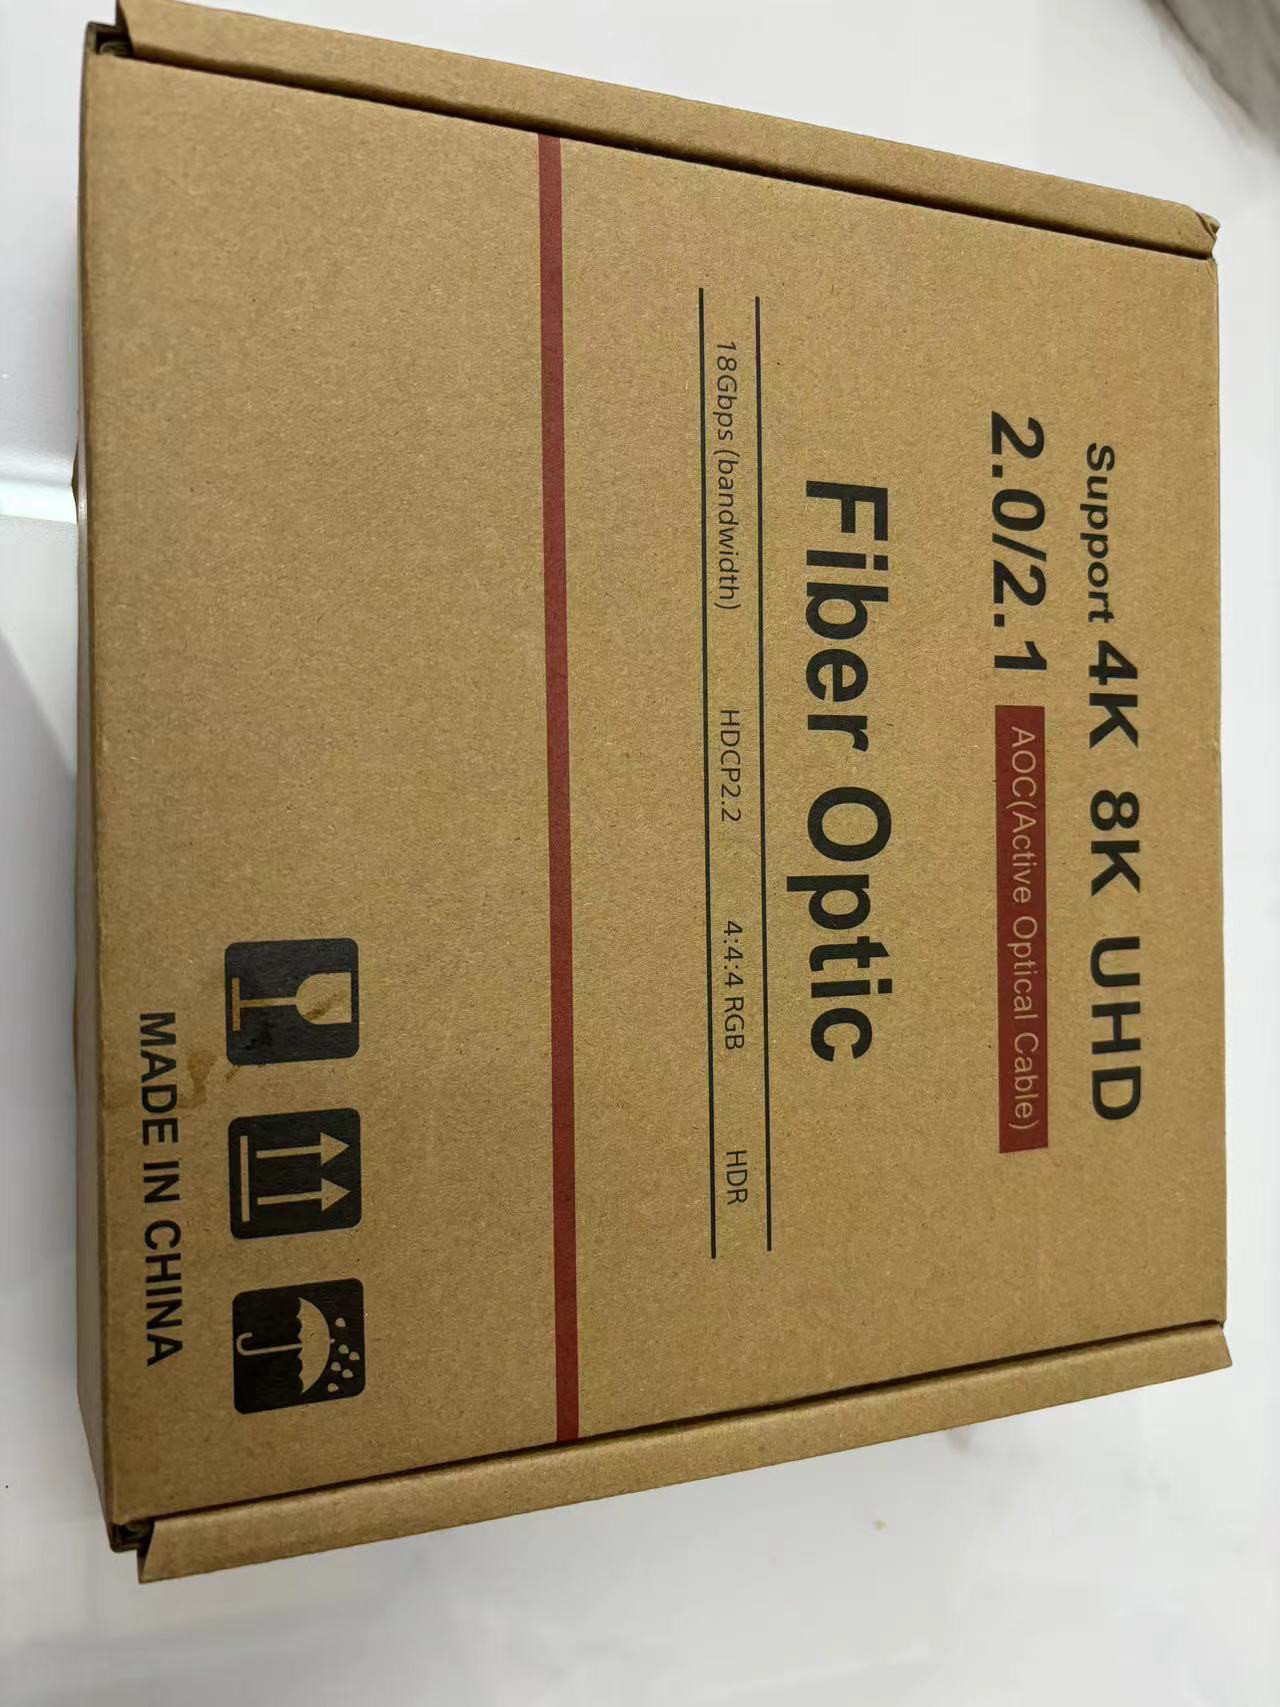 Support 4K 8K UHD
2.0/2.1 AOC(Active Optical Cable)
Fiber Optic
18Gbps (bandwidth) HDCP2.2 4:4:4 RGB HDR
MADE IN CHINA